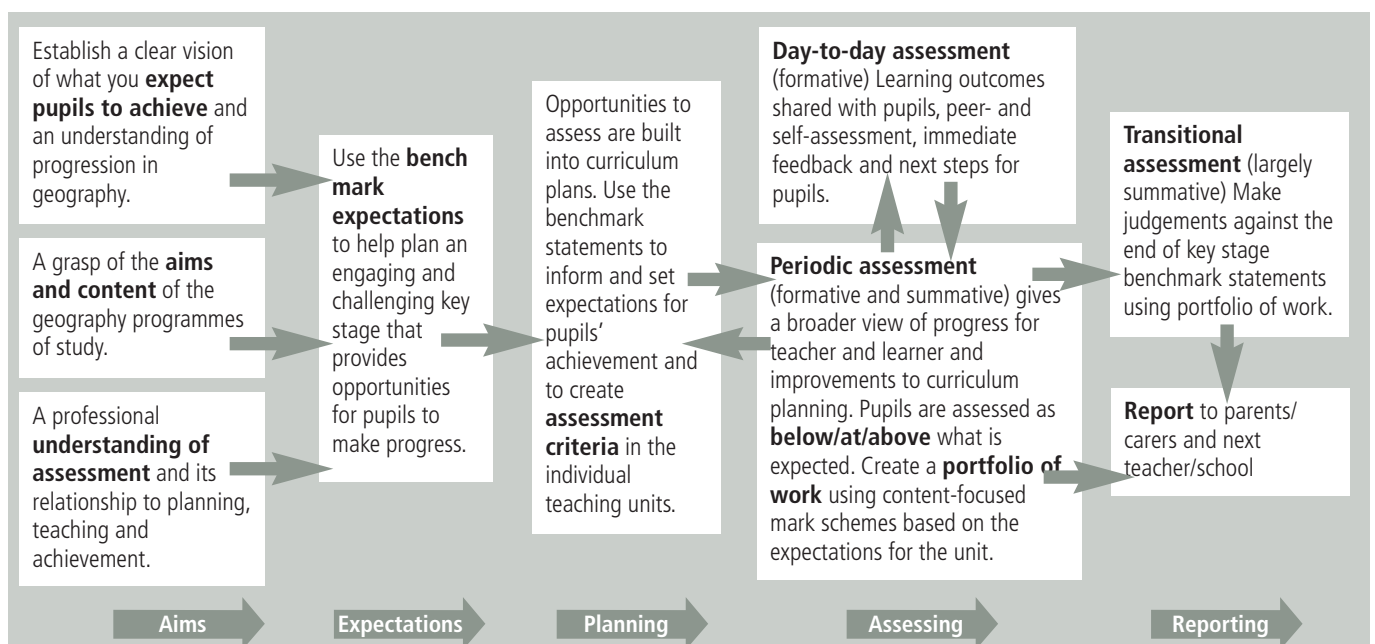 Establish a clear vision
of what you expect
pupils to achieve and
an understanding of
progression in
geography.
A grasp of the aims
and content of the
geography programmes
of study.
A professional
understanding of
assessment and its
relationship to planning,
teaching and
achievement.
Use the bench
mark
expectations
to help plan an
engaging and
challenging key
stage that
provides
opportunities
for pupils to
make progress.
Opportunities to
assess are built
into curriculum
plans. Use the
benchmark
statements to
inform and set
expectations for
pupils'
achievement and
to create
assessment
criteria in the
individual
teaching units.
Day-to-day assessment
(formative) Learning outcomes
shared with pupils, peer- and
self-assessment, immediate
feedback and next steps for
pupils.
Periodic assessment
(formative and summative) gives
a broader view of progress for
teacher and learner and
improvements to curriculum
planning. Pupils are assessed as
below/at/above what is
expected. Create a portfolio of
work using content-focused
mark schemes based on the
expectations for the unit.
Transitional
assessment (largely
summative) Make
judgements against the
end of key stage
benchmark statements
using portfolio of work.
Report to parents/
carers and next
teacher/school
Aims
Expectations
Planning
Assessing
Reporting